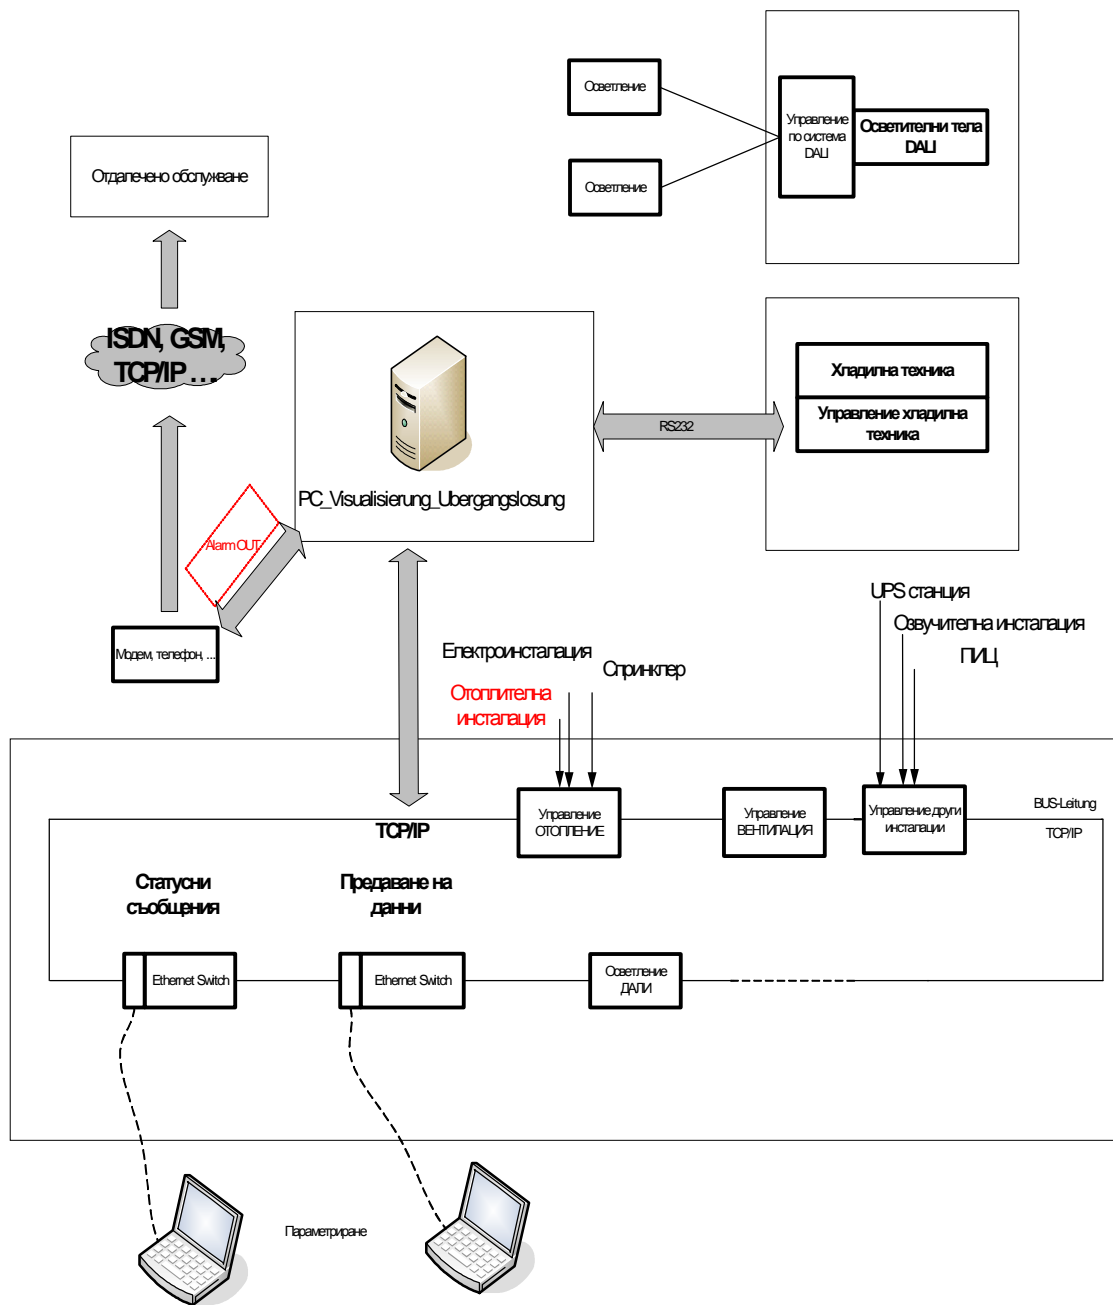 Осветление
Управление
по система
DALI
Осветителни тела
DALI
Осветление
Отдалечено обслужване
ISDN, GSM,
TCP/IP ...
Хладилна техника
Управление хладилна
техника
RS232
PC_Visualisierung_Ubergangslosung
Alarm OUT
Модем, телефон, ...
UPS станция
Озвучителна инсталация
ПИЦ
Електроинсталация
Спринклер
Отоплителна
инсталация
Управление
ОТОПЛЕНИЕ
Управление
ВЕНТИЛАЦИЯ
Управление други
инсталации
BUS-Leitung
TCP/IP
TCP/IP
Статусни
съобщения
Предаване на
данни
Ethernet Switch
Ethernet Switch
Осветление
ДАЛИ
Параметриране